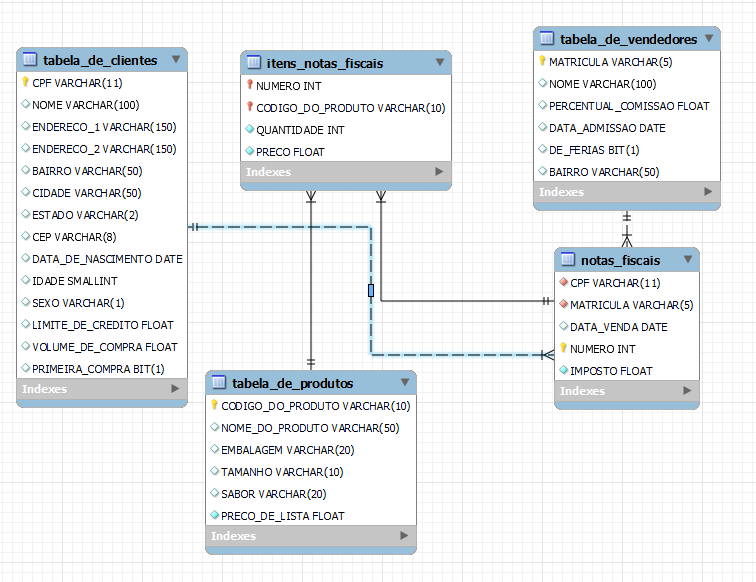 tabela_de_clientes
CPF VARCHAR(11)
NOME VARCHAR(100)
ENDERECO_1 VARCHAR(150)
ENDERECO_2 VARCHAR(150)
BAIRRO VARCHAR(50)
CIDADE VARCHAR(50)
ESTADO VARCHAR(2)
CEP VARCHAR(8)
DATA_DE_NASCIMENTO DATE
IDADE SMALLINT
SEXO VARCHAR(1)
LIMITE_DE_CREDITO FLOAT
VOLUME_DE_COMPRA FLOAT
PRIMEIRA_COMPRA BIT(1)
Indexes
itens_notas_fiscais
NUMERO INT
CODIGO_DO_PRODUTO VARCHAR(10)
QUANTIDADE INT
PRECO FLOAT
Indexes
tabela_de_vendedores
MATRICULA VARCHAR(5)
NOME VARCHAR(100)
PERCENTUAL_COMISSAO FLOAT
DATA_ADMISSAO DATE
DE_FERIAS BIT(1)
BAIRRO VARCHAR(50)
Indexes
notas_fiscais
CPF VARCHAR(11)
MATRICULA VARCHAR(5)
DATA_VENDA DATE
NUMERO INT
IMPOSTO FLOAT
Indexes
tabela_de_produtos
CODIGO_DO_PRODUTO VARCHAR(10)
NOME_DO_PRODUTO VARCHAR(50)
EMBALAGEM VARCHAR(20)
TAMANHO VARCHAR(10)
SABOR VARCHAR(20)
PRECO_DE_LISTA FLOAT
Indexes